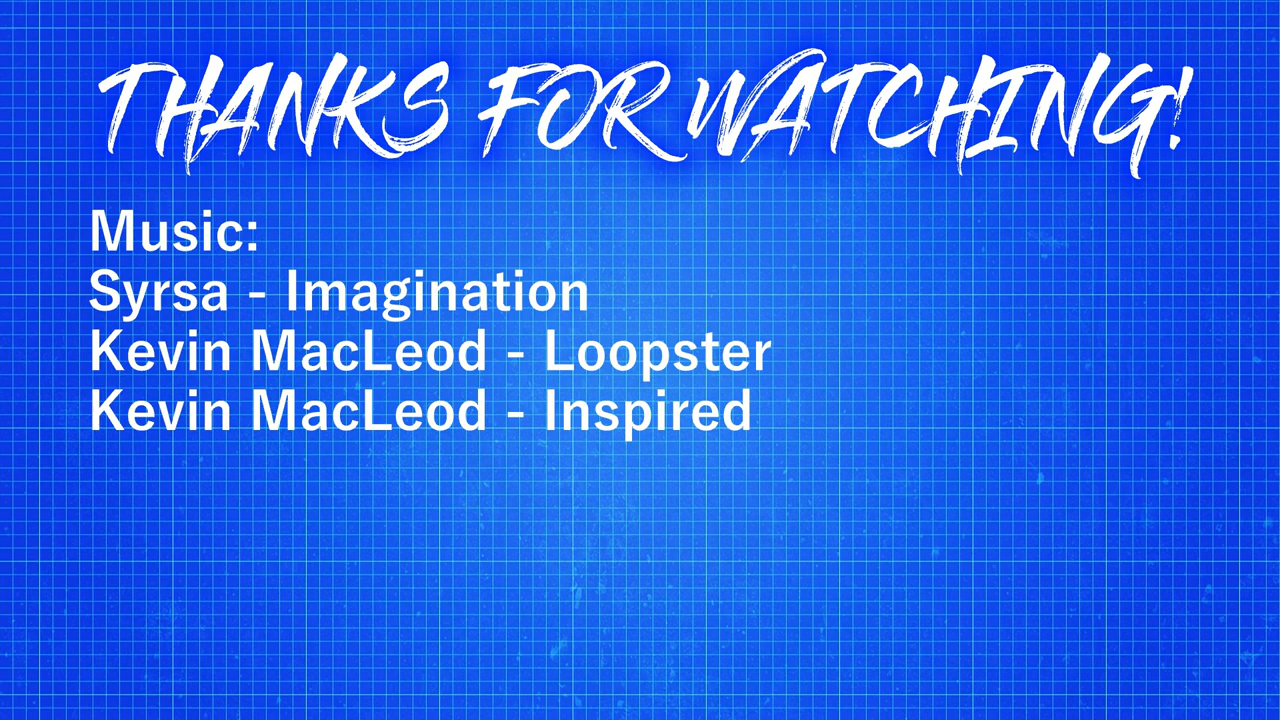 THANKS FOR WATCHING!
Music:
Syrsa - Imagination
Kevin MacLeod - Loopster
Kevin MacLeod - Inspired